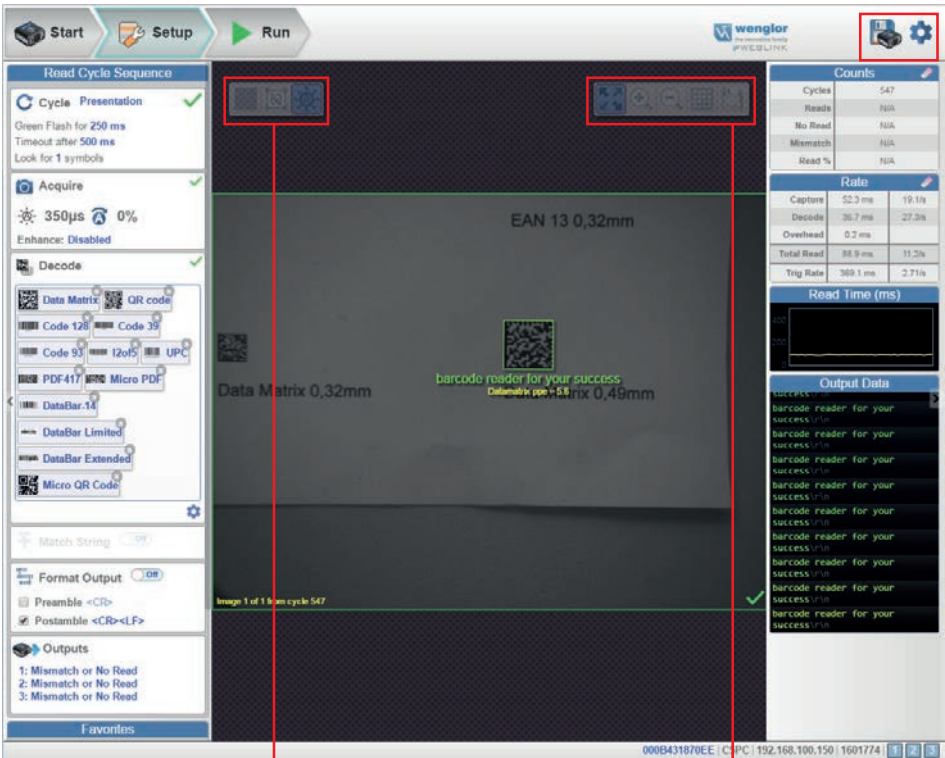 Start
Setup
Run
wenglor
the innovative family
WEBLINK
Read Cycle Sequence
Cycle Presentation
Green Flash for 250 ms
Timeout after 500 ms
Look for 1 symbols
Acquire
350µs 0%
Enhance: Disabled
Decode
Data Matrix QR code
Code 128 Code 39
Code 93 I2of5 UPC
PDF417 Micro PDF
DataBar.14
DataBar Limited
DataBar Extended
Micro QR Code
Match String Off
Format Output Off
Preamble <CR>
Postamble <CR><LF>
Outputs
1: Mismatch or No Read
2: Mismatch or No Read
3: Mismatch or No Read
Favorites
EAN 13 0,32mm
barcode reader for your success
Datamatrix ppe = 5.8
Data Matrix 0,32mm
Matrix 0,49mm
Image 1 of 1 from cycle 547
Counts
Cycles 547
Reads N/A
No Read N/A
Mismatch N/A
Read % N/A
Rate
Capture 52.3 ms 19.1/s
Decode 36.7 ms 27.3/s
Overhead 0.2 ms
Total Read 88.9 ms 11.2/s
Trig Rate 369.1 ms 2.71/s
Read Time (ms)
400
200
0
Output Data
success\r\n
barcode reader for your
success\r\n
barcode reader for your
success\r\n
barcode reader for your
success\r\n
barcode reader for your
success\r\n
barcode reader for your
success\r\n
barcode reader for your
success\r\n
barcode reader for your
success\r\n
barcode reader for your
success\r\n
000B431870EE CSPC 192.168.100.150 1601774 1 2 3